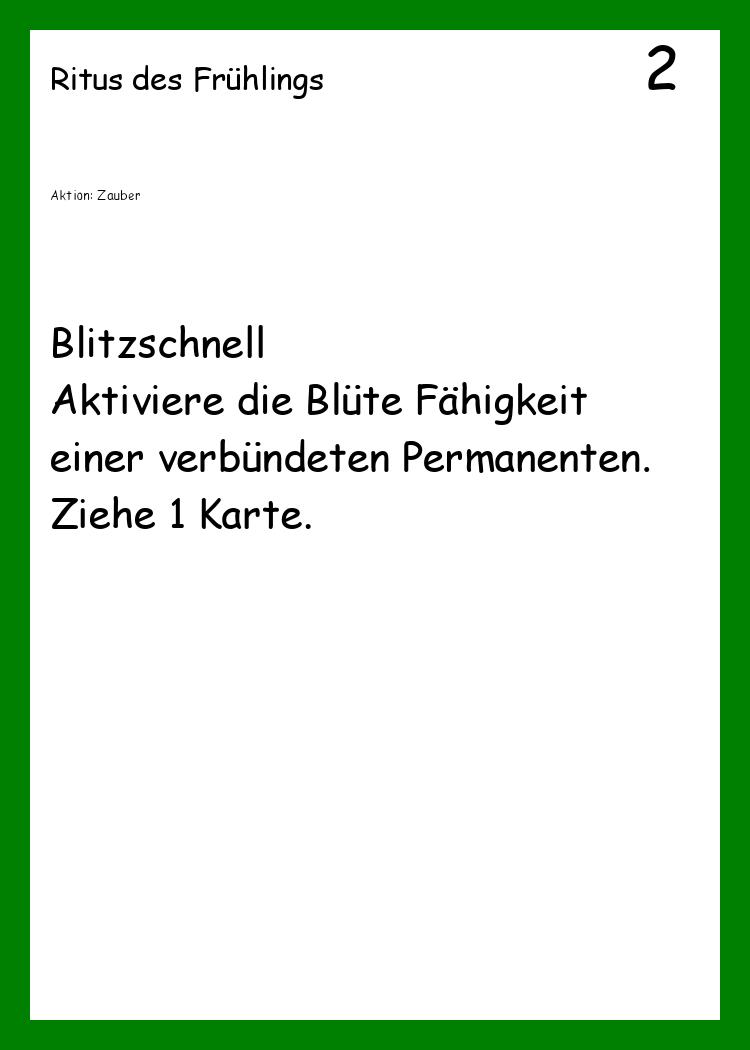 Ritus des Frühlings
2
Aktion: Zauber
Blitzschnell
Aktiviere die Blüte Fähigkeit
einer verbündeten Permanenten.
Ziehe 1 Karte.